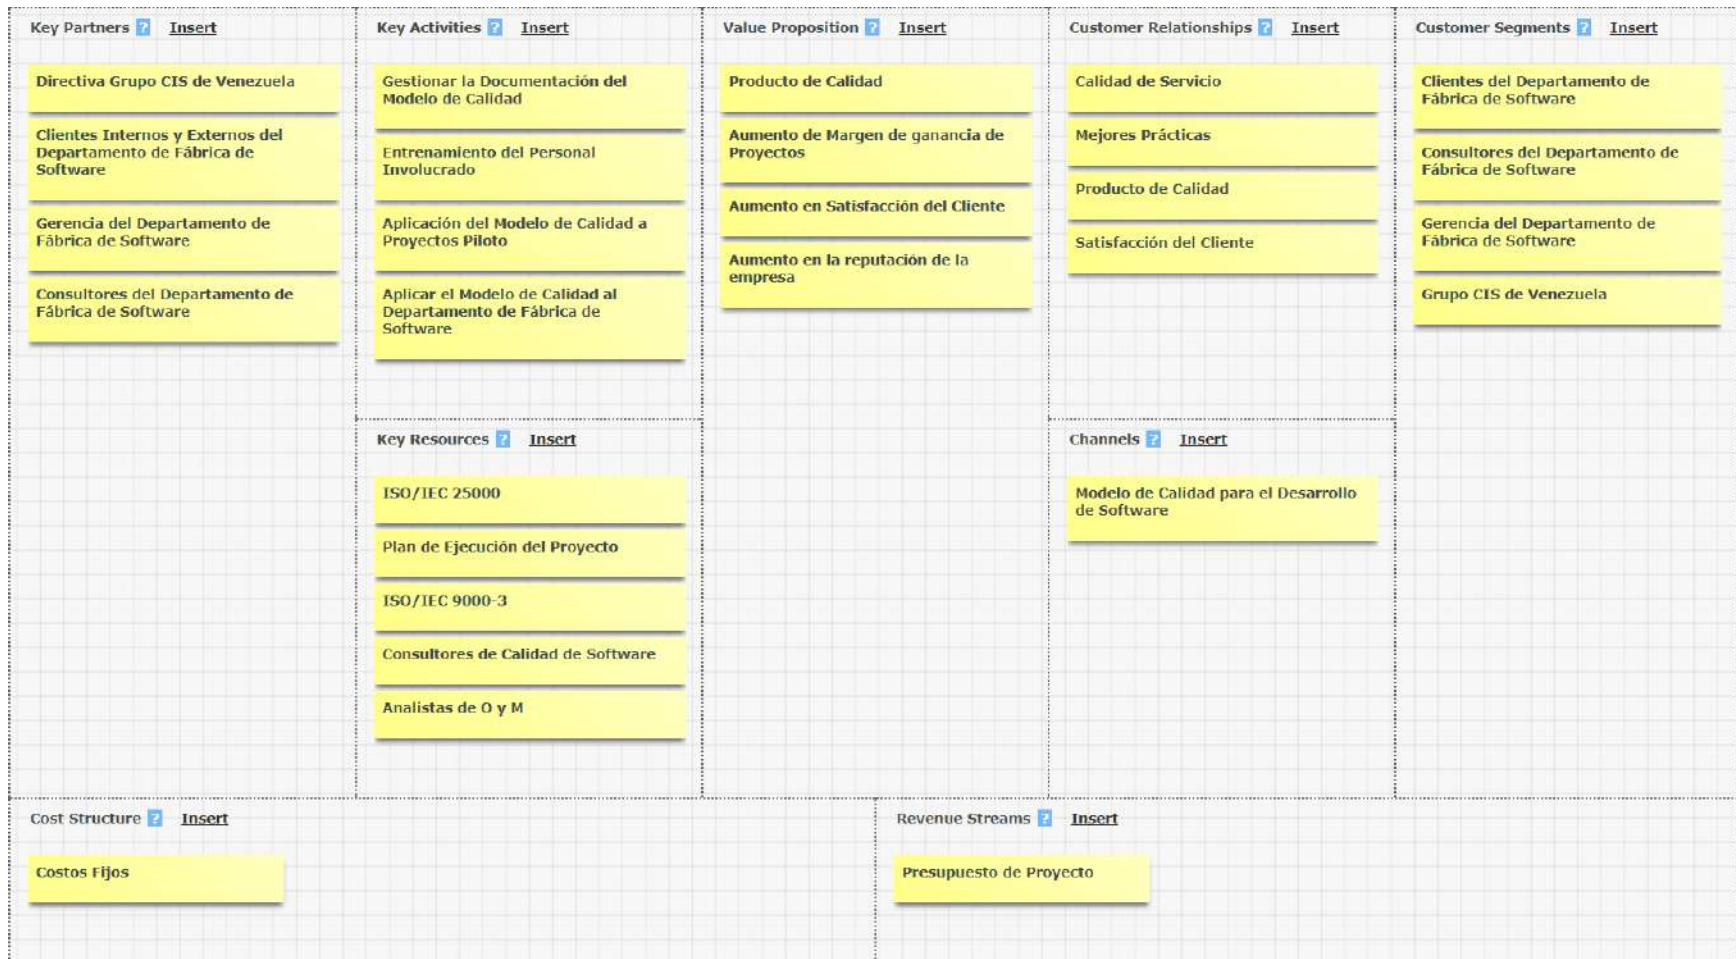 Key Partners ? Insert
Directiva Grupo CIS de Venezuela
Clientes Internos y Externos del
Departamento de Fábrica de
Software
Gerencia del Departamento de
Fábrica de Software
Consultores del Departamento de
Fábrica de Software
Key Activities ? Insert
Gestionar la Documentación del
Modelo de Calidad
Entrenamiento del Personal
Involucrado
Aplicación del Modelo de Calidad a
Proyectos Piloto
Aplicar el Modelo de Calidad al
Departamento de Fábrica de
Software
Key Resources ? Insert
ISO/IEC 25000
Plan de Ejecución del Proyecto
ISO/IEC 9000-3
Consultores de Calidad de Software
Analistas de O y M
Value Proposition ? Insert
Producto de Calidad
Aumento de Margen de ganancia de
Proyectos
Aumento en Satisfacción del Cliente
Aumento en la reputación de la
empresa
Customer Relationships ? Insert
Calidad de Servicio
Mejores Prácticas
Producto de Calidad
Satisfacción del Cliente
Channels ? Insert
Modelo de Calidad para el Desarrollo
de Software
Customer Segments ? Insert
Clientes del Departamento de
Fábrica de Software
Consultores del Departamento de
Fábrica de Software
Gerencia del Departamento de
Fábrica de Software
Grupo CIS de Venezuela
Cost Structure ? Insert
Costos Fijos
Revenue Streams ? Insert
Presupuesto de Proyecto